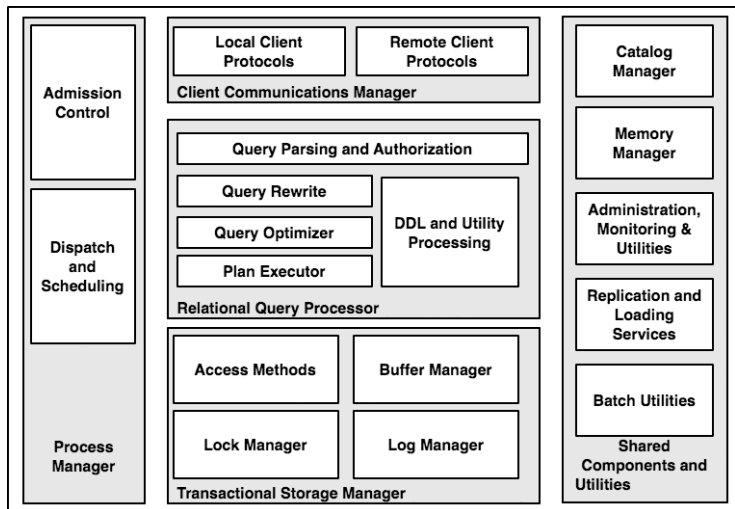 Admission
Control
Dispatch
and
Scheduling
Process
Manager
Local Client
Protocols
Remote Client
Protocols
Client Communications Manager
Query Parsing and Authorization
Query Rewrite
Query Optimizer
Plan Executor
DDL and Utility
Processing
Relational Query Processor
Access Methods
Buffer Manager
Lock Manager
Log Manager
Transactional Storage Manager
Catalog
Manager
Memory
Manager
Administration,
Monitoring &
Utilities
Replication and
Loading
Services
Batch Utilities
Shared
Components and
Utilities